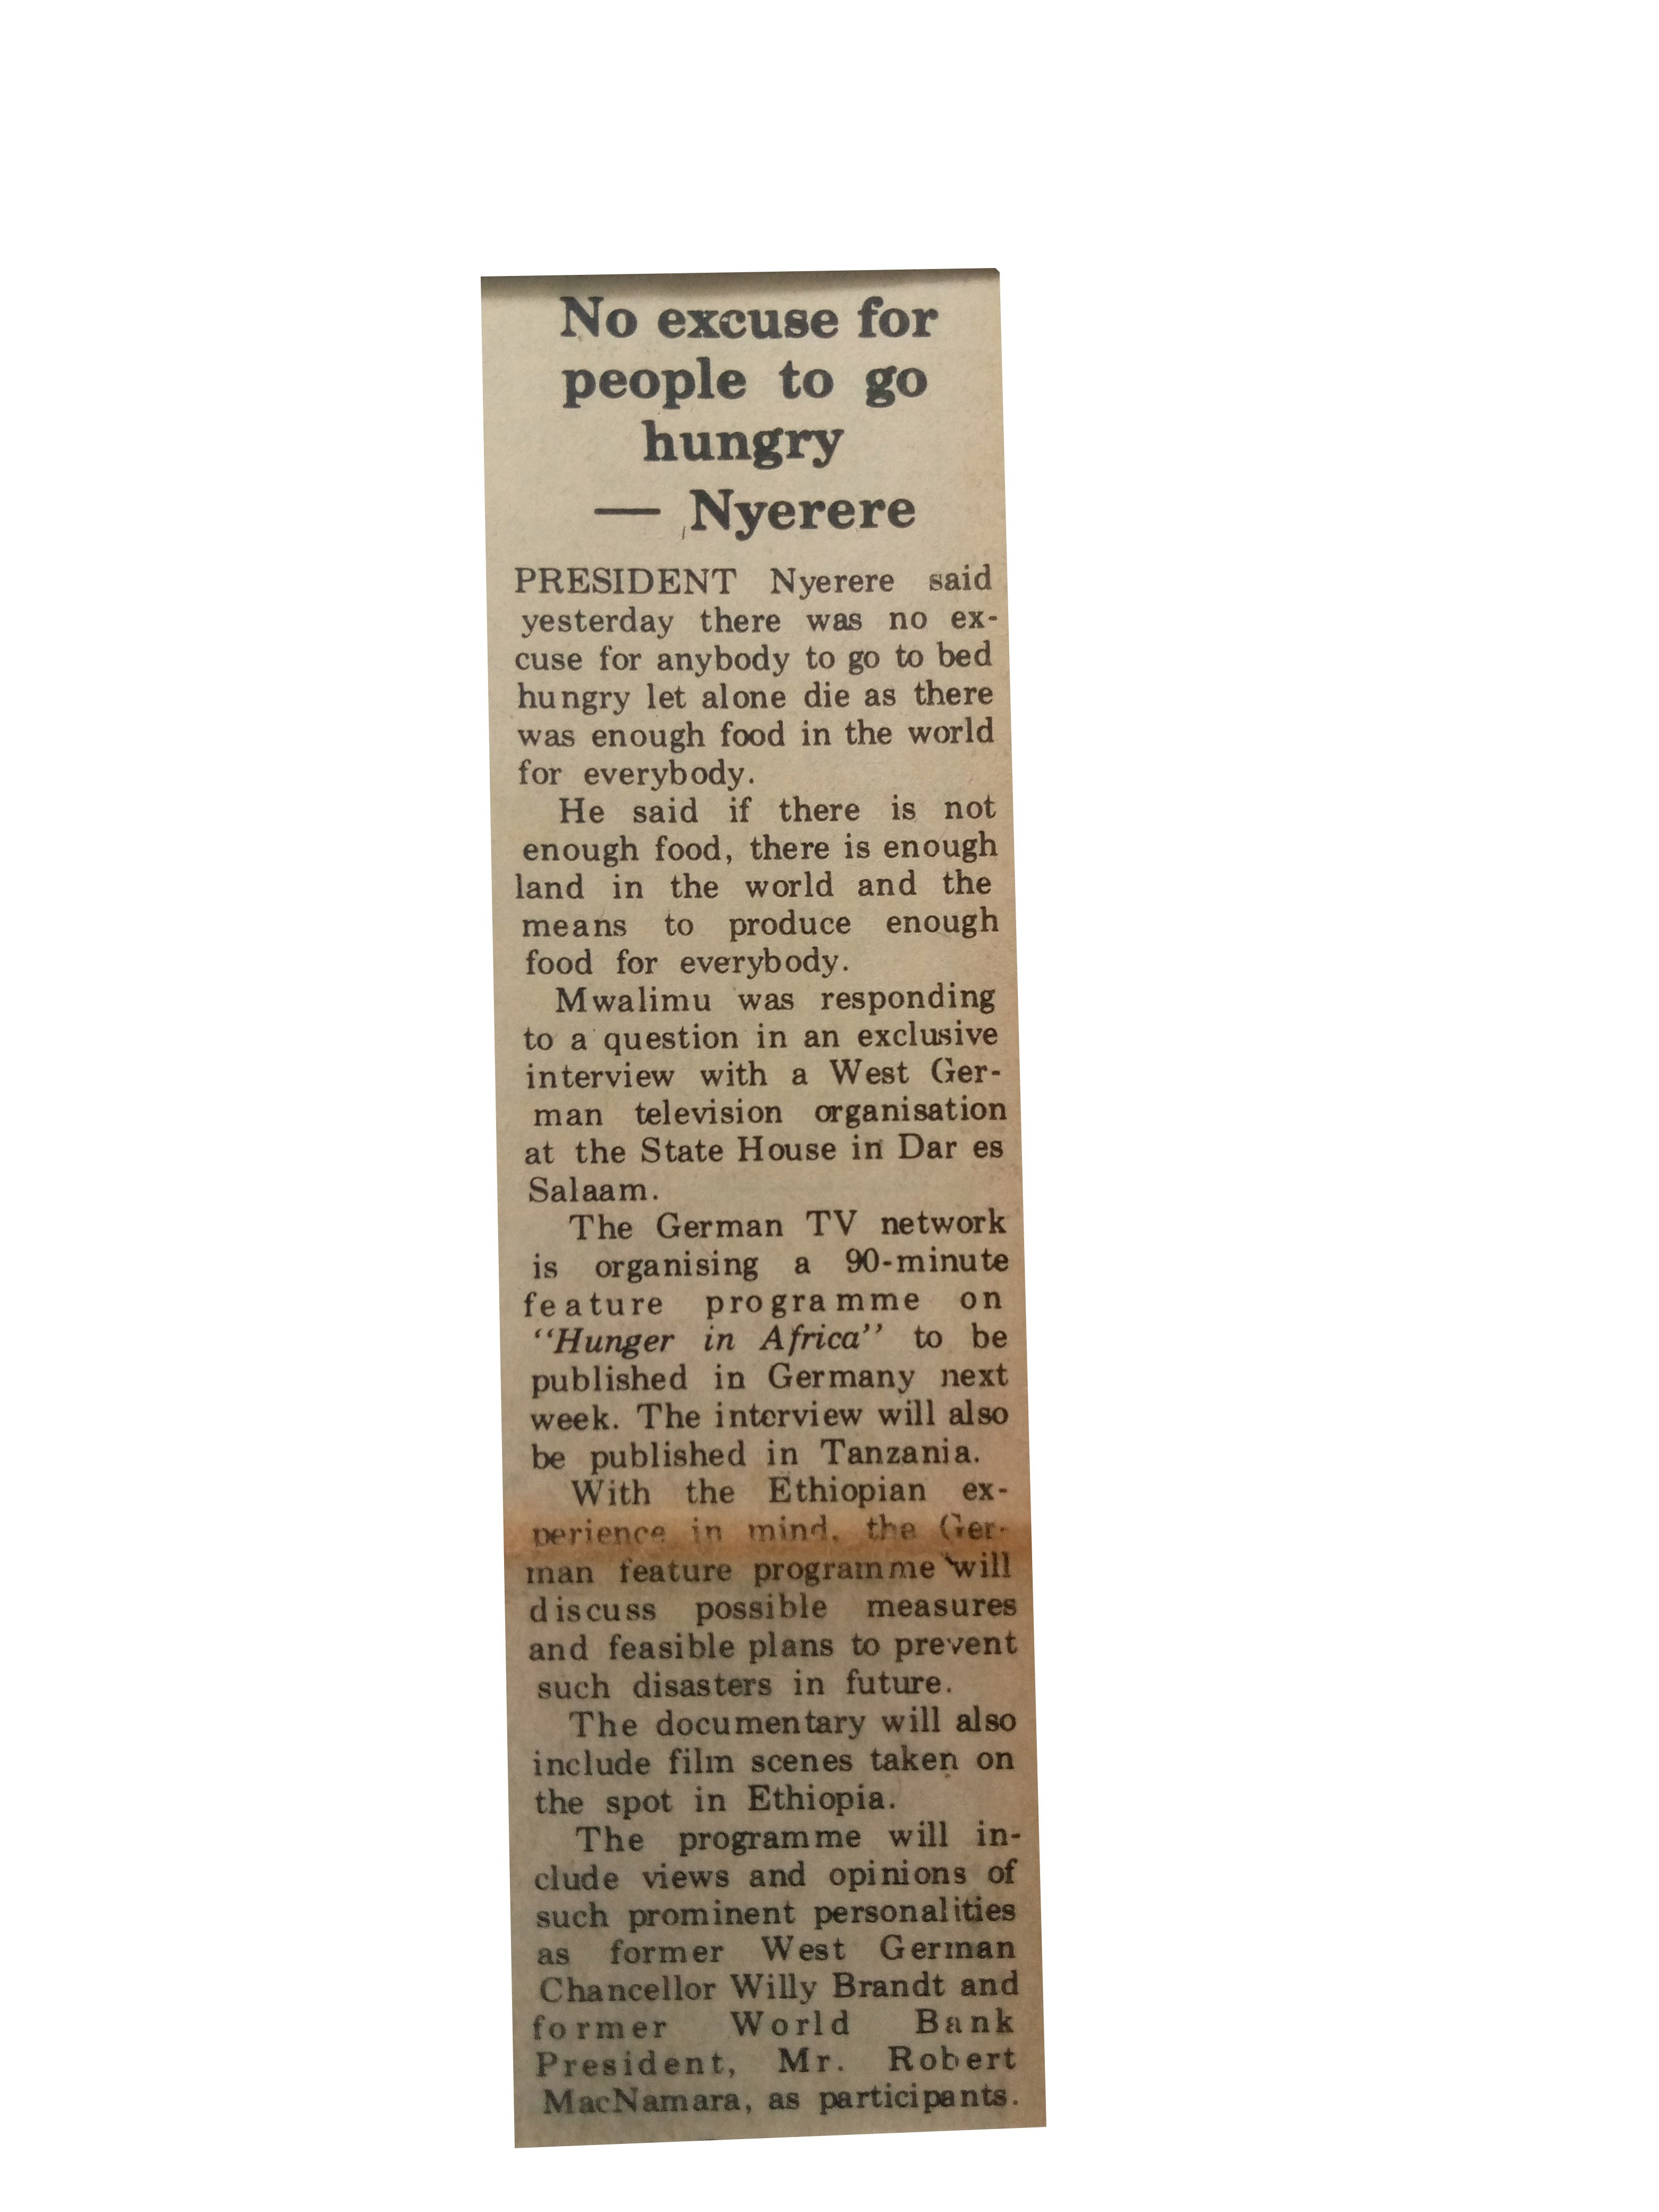 No excuse for
people to go
hungry
— Nyerere
PRESIDENT Nyerere said
yesterday there was no ex-
cuse for anybody to go to bed
hungry let alone die as there
was enough food in the world
for everybody.
He said if there is not
enough food, there is enough
land in the world and the
means to produce enough
food for everybody.
Mwalimu was responding
to a question in an exclusive
interview with a West Ger-
man television organisation
at the State House in Dar es
Salaam.
The German TV network
is organising a 90-minute
feature programme on
"Hunger in Africa" to be
published in Germany next
week. The interview will also
be published in Tanzania.
With the Ethiopian ex-
perience in mind, the Ger-
man feature programme will
discuss possible measures
and feasible plans to prevent
such disasters in future.
The documentary will also
include film scenes taken on
the spot in Ethiopia.
The programme will in-
clude views and opinions of
such prominent personalities
as former West German
Chancellor Willy Brandt and
former World Bank
President, Mr. Robert
MacNamara, as participants.